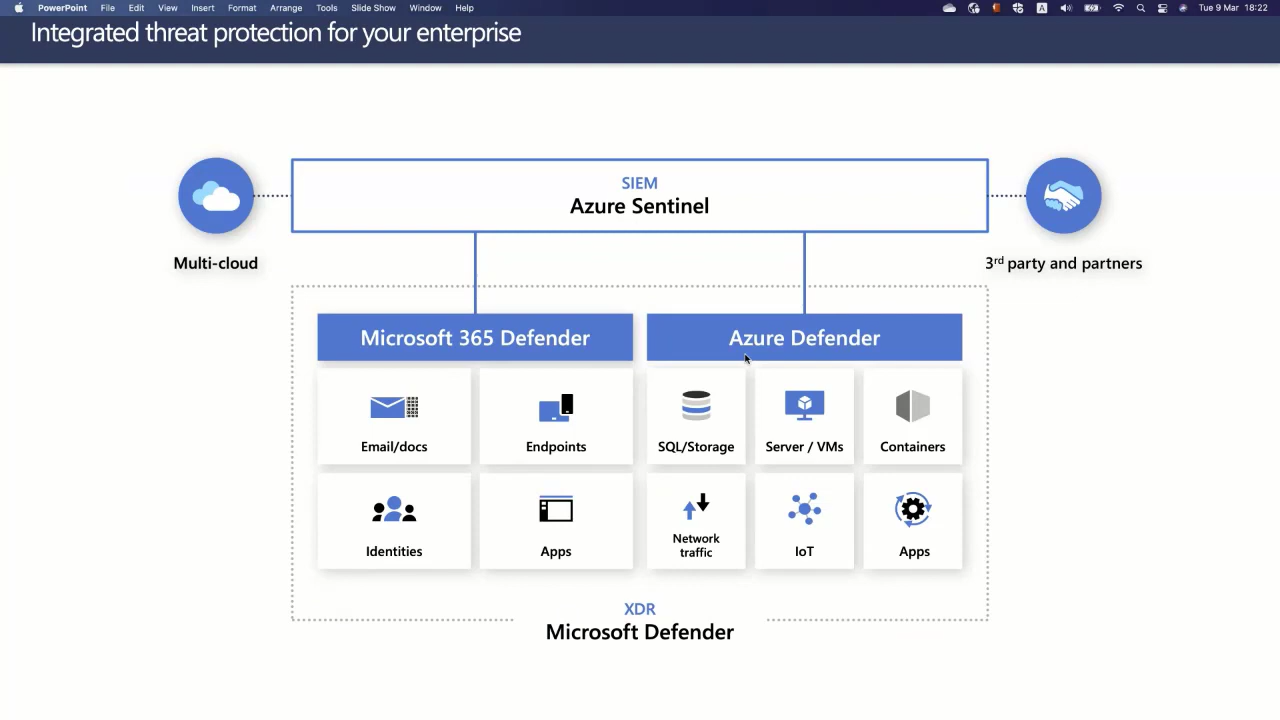 PowerPoint File Edit View Insert Format Arrange Tools Slide Show Window Help A Tue 9 Mar 18:22
Integrated threat protection for your enterprise
SIEM
Azure Sentinel
Multi-cloud
3rd party and partners
Microsoft 365 Defender
Azure Defender
Email/docs
Endpoints
SQL/Storage
Server / VMs
Containers
Identities
Apps
Network
traffic
IoT
Apps
XDR
Microsoft Defender